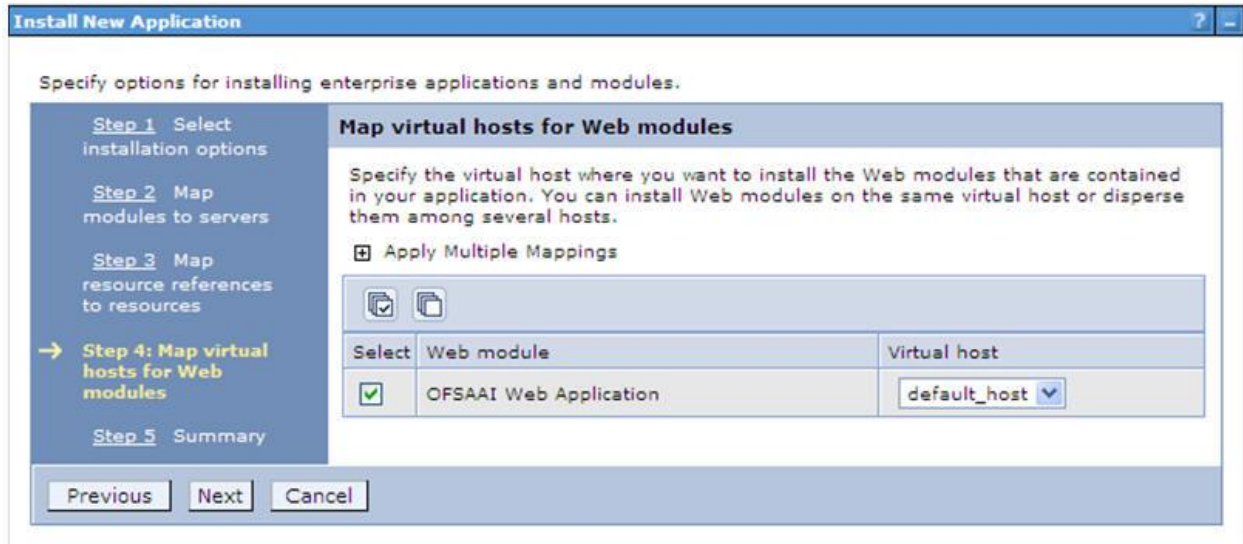 Install New Application
? –
Specify options for installing enterprise applications and modules.
Step 1 Select
installation options
Step 2 Map
modules to servers
Step 3 Map
resource references
to resources
→ Step 4: Map virtual
hosts for Web
modules
Step 5 Summary
Map virtual hosts for Web modules
Specify the virtual host where you want to install the Web modules that are contained
in your application. You can install Web modules on the same virtual host or disperse
them among several hosts.
Apply Multiple Mappings
Select Web module Virtual host
OFSAAI Web Application default_host
Previous Next Cancel